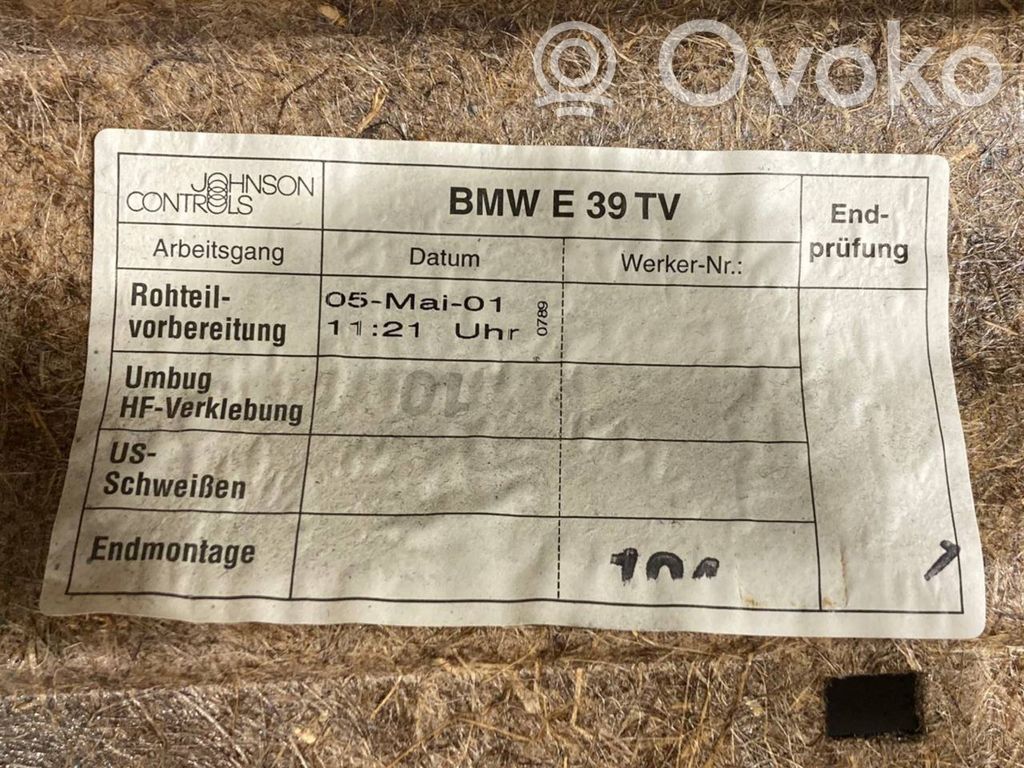 Ovoko
JOHNSON
CONTROLS
BMW E 39 TV
End-
prüfung
Arbeitsgang
Datum
Werker-Nr.:
Rohteil-
vorbereitung
05-Mai-01
11:21 Uhr
0789
Umbug
HF-Verklebung
US-
Schweißen
Endmontage